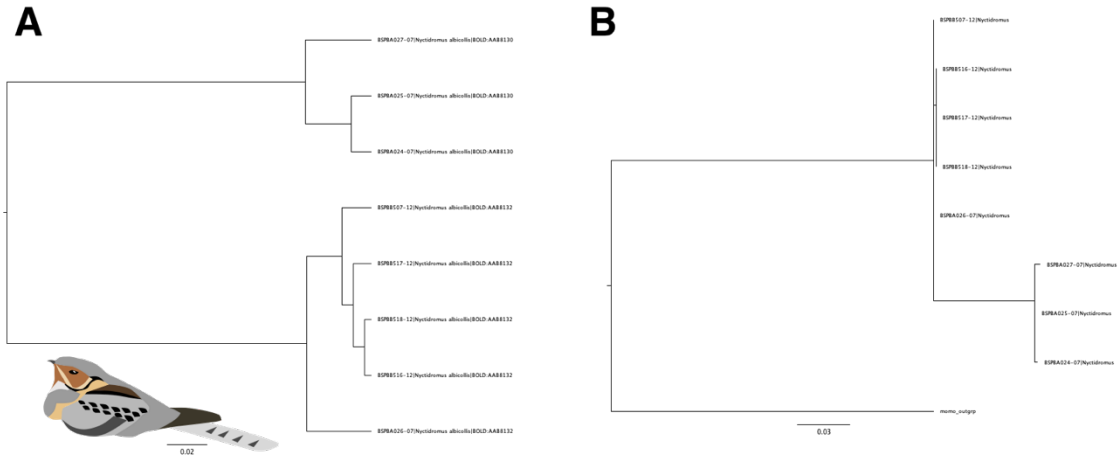 A
BSPBA027-07|Nyctidromus albicollis|BOLD:AAB8130
BSPBA025-07|Nyctidromus albicollis|BOLD:AAB8130
BSPBA024-07|Nyctidromus albicollis|BOLD:AAB8130
BSPBB507-12|Nyctidromus albicollis|BOLD:AAB8132
BSPBB517-12|Nyctidromus albicollis|BOLD:AAB8132
BSPBB518-12|Nyctidromus albicollis|BOLD:AAB8132
BSPBB516-12|Nyctidromus albicollis|BOLD:AAB8132
BSPBA026-07|Nyctidromus albicollis|BOLD:AAB8132
0.02
B
BSPBB507-12|Nyctidromus
BSPBB516-12|Nyctidromus
BSPBB517-12|Nyctidromus
BSPBB518-12|Nyctidromus
BSPBA026-07|Nyctidromus
BSPBA027-07|Nyctidromus
BSPBA025-07|Nyctidromus
BSPBA024-07|Nyctidromus
momo_outgrp
0.03